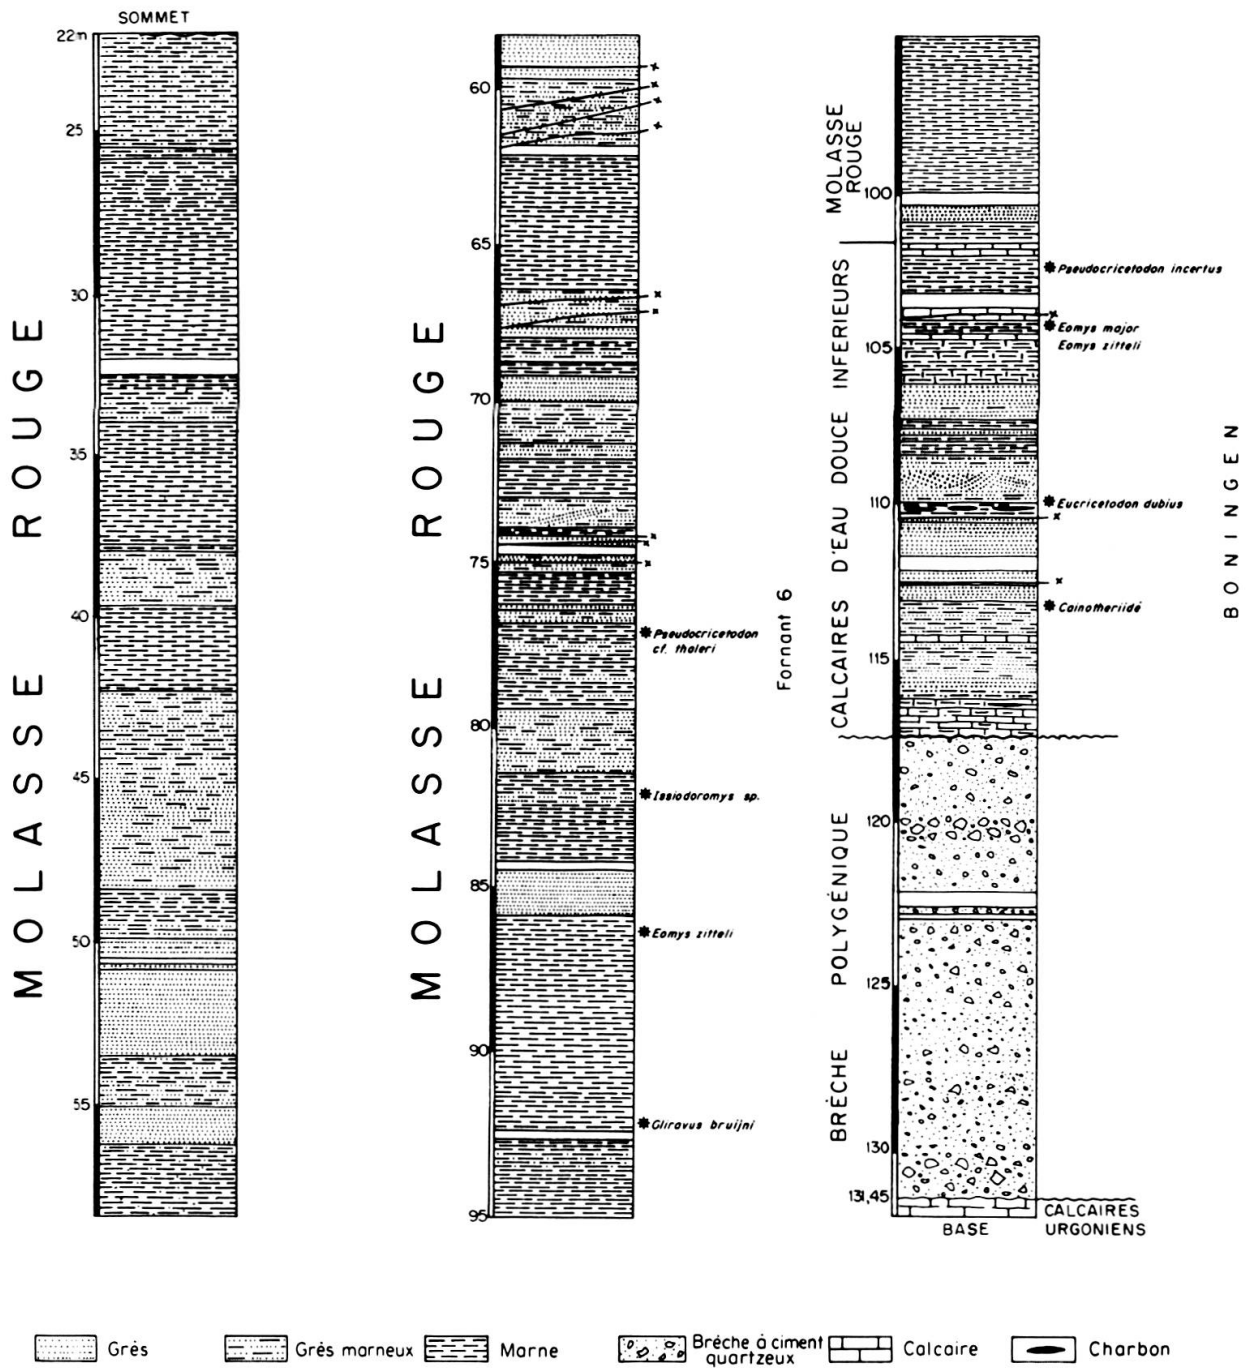 SOMMET
22m
25
30
35
40
45
50
55
MOLASSE ROUGE
60
65
70
75
80
85
90
95
MOLASSE ROUGE
Pseudocricetodon
cf. thaleri
Issiodoromys sp.
Eomys zitteli
Gliravus bruijni
Fornant 6
MOLASSE
ROUGE
CALCAIRES D'EAU DOUCE INFERIEURS
BRÈCHE POLYGÉNIQUE
100
105
110
115
120
125
130
131,45
Pseudocricetodon incertus
Eomys major
Eomys zitteli
Eucricetodon dubius
Cainotheriidé
BONINGEN
CALCAIRES
URGONIENS
BASE
Grès
Grès marneux
Marne
Bréche à ciment
quartzeux
Calcaire
Charbon